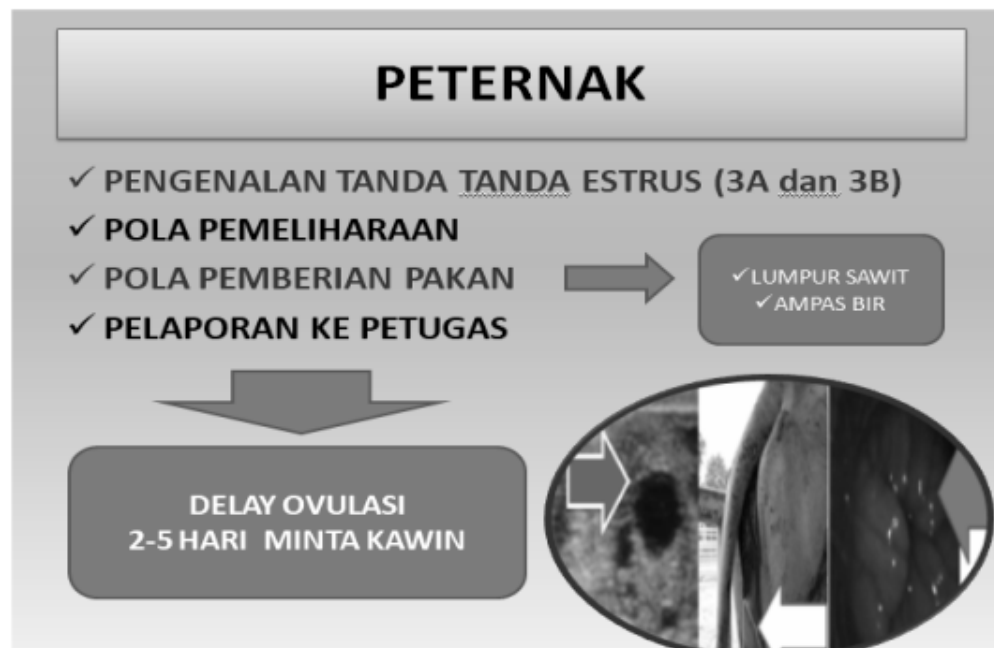 PETERNAK
✓ PENGENALAN TANDA TANDA ESTRUS (3A dan 3B)
✓ POLA PEMELIHARAAN
✓ POLA PEMBERIAN PAKAN
✓ PELAPORAN KE PETUGAS
✓ LUMPUR SAWIT
✓ AMPAS BIR
DELAY OVULASI
2-5 HARI MINTA KAWIN